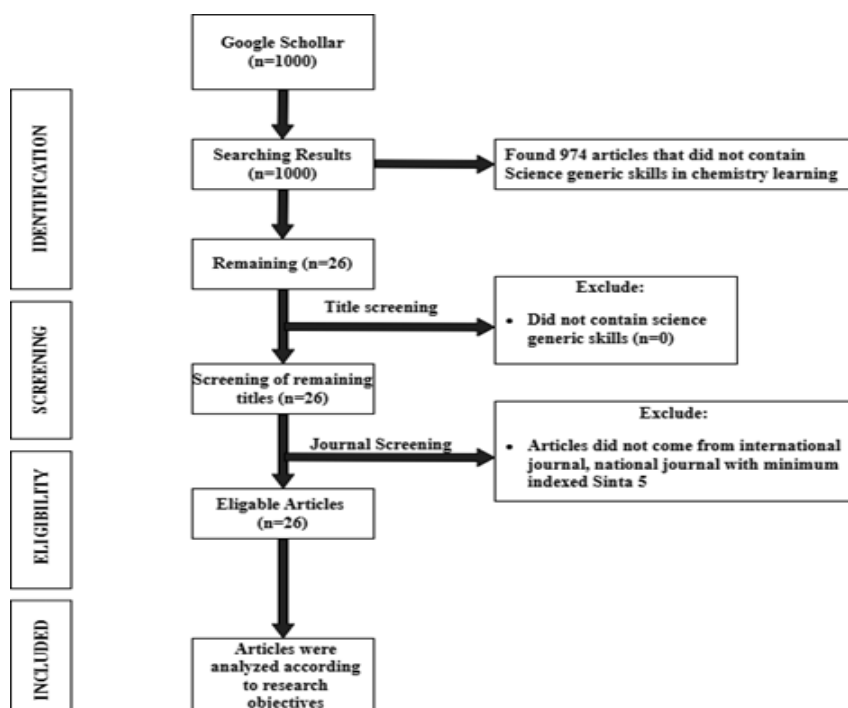 Google Schollar
(n=1000)
IDENTIFICATION
Searching Results
(n=1000)
Found 974 articles that did not contain
Science generic skills in chemistry learning
Remaining (n=26)
SCREENING
Title screening
Exclude:
• Did not contain science
generic skills (n=0)
Screening of remaining
titles (n=26)
Journal Screening
Exclude:
• Articles did not come from international
journal, national journal with minimum
indexed Sinta 5
ELIGIBILITY
Eligable Articles
(n=26)
INCLUDED
Articles were
analyzed according
to research
objectives